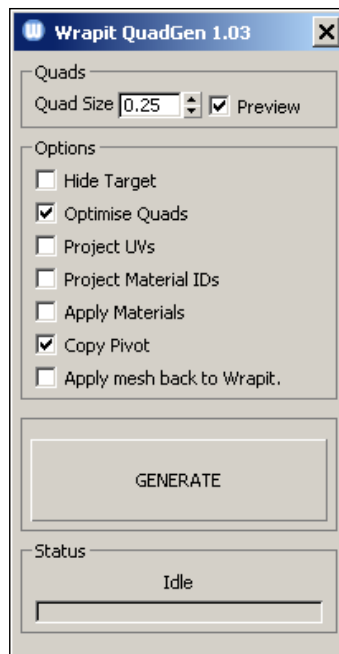 Wrapit QuadGen 1.03
Quads
Quad Size 0.25 Preview
Options
Hide Target
Optimise Quads
Project UVs
Project Material IDs
Apply Materials
Copy Pivot
Apply mesh back to Wrapit.
GENERATE
Status
Idle